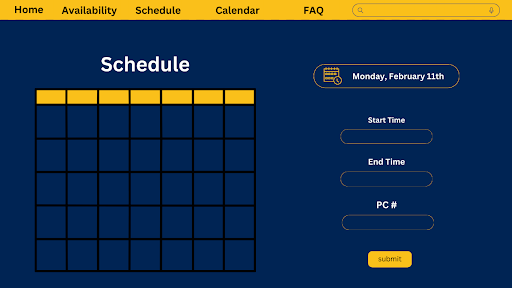 Home Availability Schedule Calendar FAQ
Schedule
Monday, February 11th
Start Time
End Time
PC #
submit